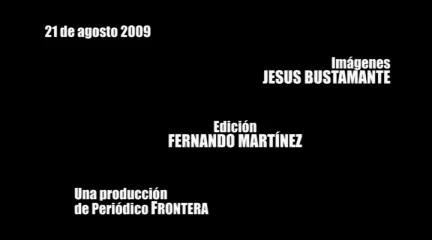 21 de agosto 2009
Imágenes
JESUS BUSTAMANTE
Edición
FERNANDO MARTÍNEZ
Una producción
de Periódico FRONTERA